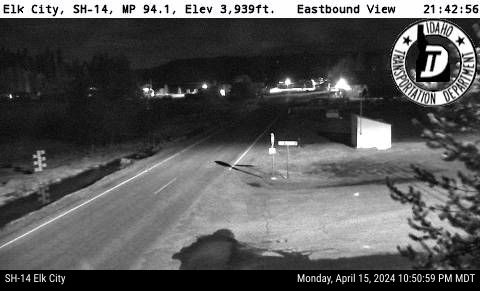 Elk City, SH-14, MP 94.1, Elev 3,939ft. Eastbound View 21:42:56
IDAHO
TRANSPORTATION DEPARTMENT
SH-14 Elk City Monday, April 15, 2024 10:50:59 PM MDT